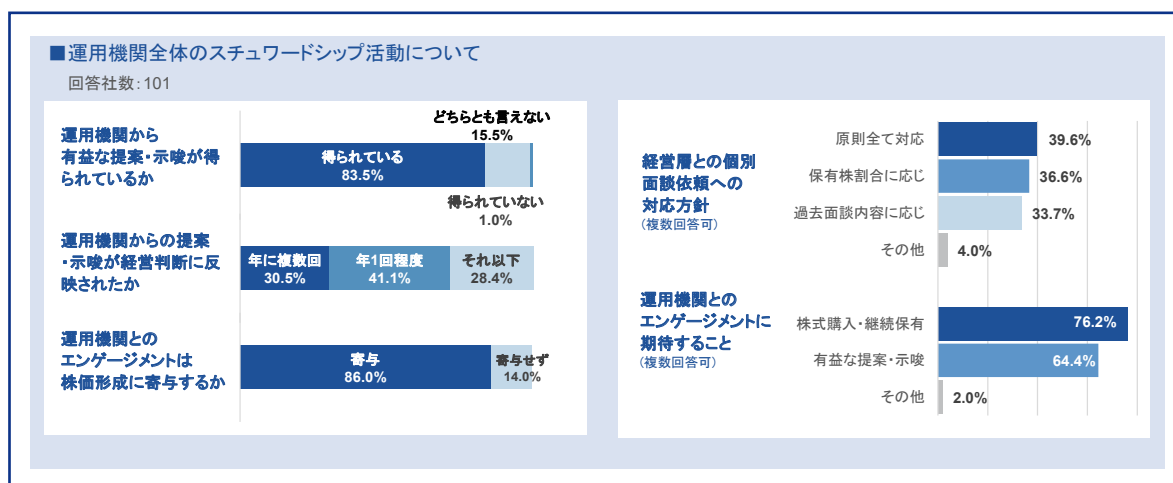 ■運用機関全体のスチュワードシップ活動について
回答社数：101
運用機関から
有益な提案・示唆が得
られているか
どちらとも言えない
15.5%
得られている
83.5%
得られていない
1.0%
運用機関からの提案
・示唆が経営判断に反
映されたか
年に複数回
30.5%
年1回程度
41.1%
それ以下
28.4%
運用機関との
エンゲージメントは
株価形成に寄与するか
寄与
86.0%
寄与せず
14.0%
経営層との個別
面談依頼への
対応方針
（複数回答可）
原則全て対応
39.6%
保有株割合に応じ
36.6%
過去面談内容に応じ
33.7%
その他
4.0%
運用機関との
エンゲージメントに
期待すること
（複数回答可）
株式購入・継続保有
76.2%
有益な提案・示唆
64.4%
その他
2.0%